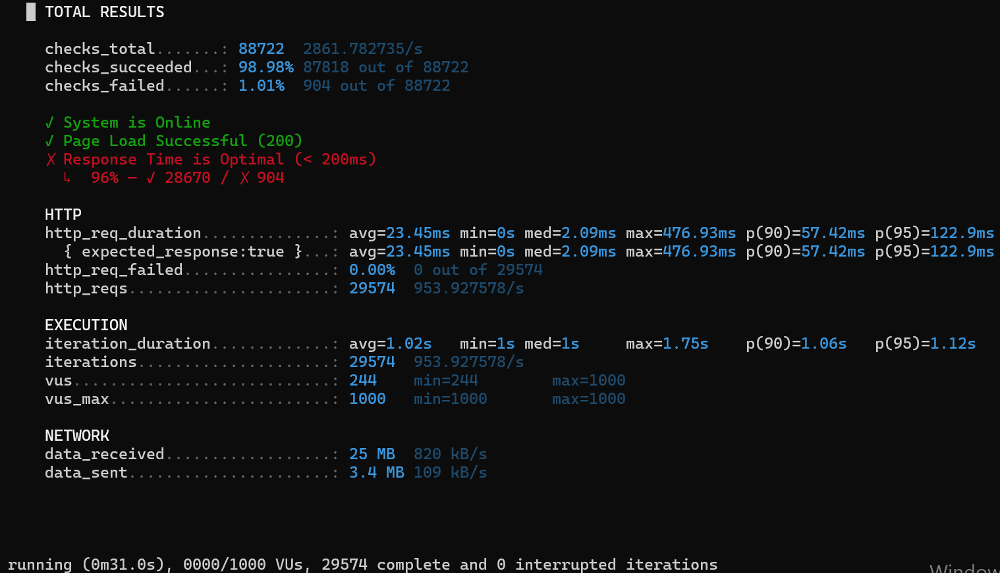 TOTAL RESULTS
checks_total.......: 88722 2861.782735/s
checks_succeeded...: 98.98% 87818 out of 88722
checks_failed......: 1.01% 904 out of 88722
✓ System is Online
✓ Page Load Successful (200)
✗ Response Time is Optimal (< 200ms)
↳ 96% — ✓ 28670 / ✗ 904
HTTP
http_req_duration..............: avg=23.45ms min=0s med=2.09ms max=476.93ms p(90)=57.42ms p(95)=122.9ms
{ expected_response:true }...: avg=23.45ms min=0s med=2.09ms max=476.93ms p(90)=57.42ms p(95)=122.9ms
http_req_failed................: 0.00% 0 out of 29574
http_reqs......................: 29574 953.927578/s
EXECUTION
iteration_duration.............: avg=1.02s min=1s med=1s max=1.75s p(90)=1.06s p(95)=1.12s
iterations.....................: 29574 953.927578/s
vus............................: 244 min=244 max=1000
vus_max........................: 1000 min=1000 max=1000
NETWORK
data_received..................: 25 MB 820 kB/s
data_sent......................: 3.4 MB 109 kB/s
running (0m31.0s), 0000/1000 VUs, 29574 complete and 0 interrupted iterations